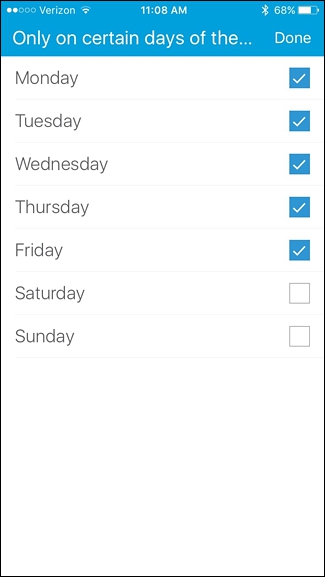 Verizon 11:08 AM 68%
Only on certain days of the... Done
Monday
Tuesday
Wednesday
Thursday
Friday
Saturday
Sunday